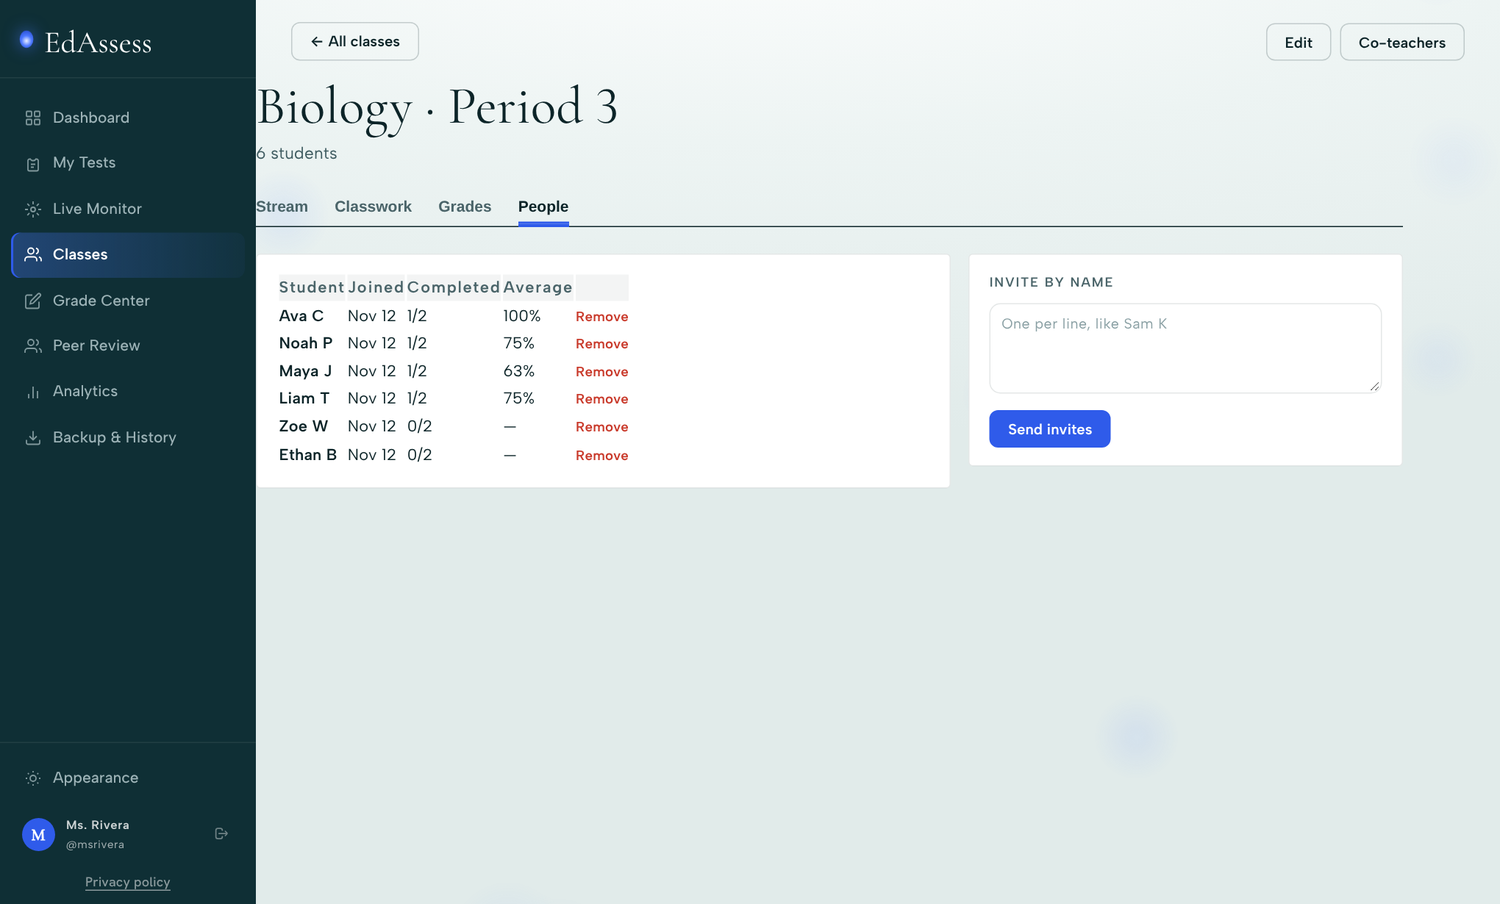 EdAssess
Dashboard
My Tests
Live Monitor
Classes
Grade Center
Peer Review
Analytics
Backup & History
Appearance
M
Ms. Rivera
@msrivera
Privacy policy
← All classes
Edit
Co-teachers
Biology · Period 3
6 students
Stream Classwork Grades People
Student Joined Completed Average
Ava C Nov 12 1/2 100% Remove
Noah P Nov 12 1/2 75% Remove
Maya J Nov 12 1/2 63% Remove
Liam T Nov 12 1/2 75% Remove
Zoe W Nov 12 0/2 — Remove
Ethan B Nov 12 0/2 — Remove
INVITE BY NAME
One per line, like Sam K
Send invites